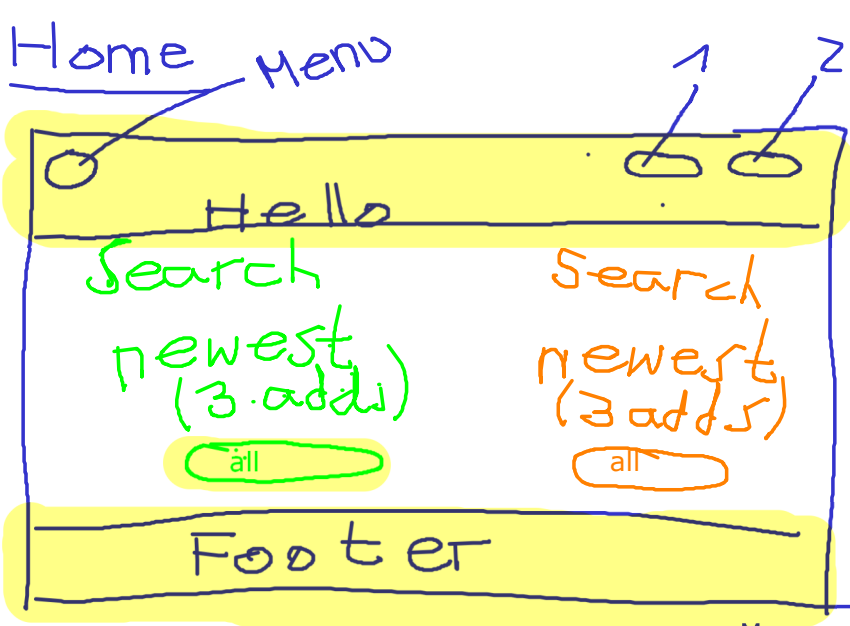 Home
Menu 1 2
Hello
Search Search
newest newest
(3 adds) (3 adds)
all all
Footer